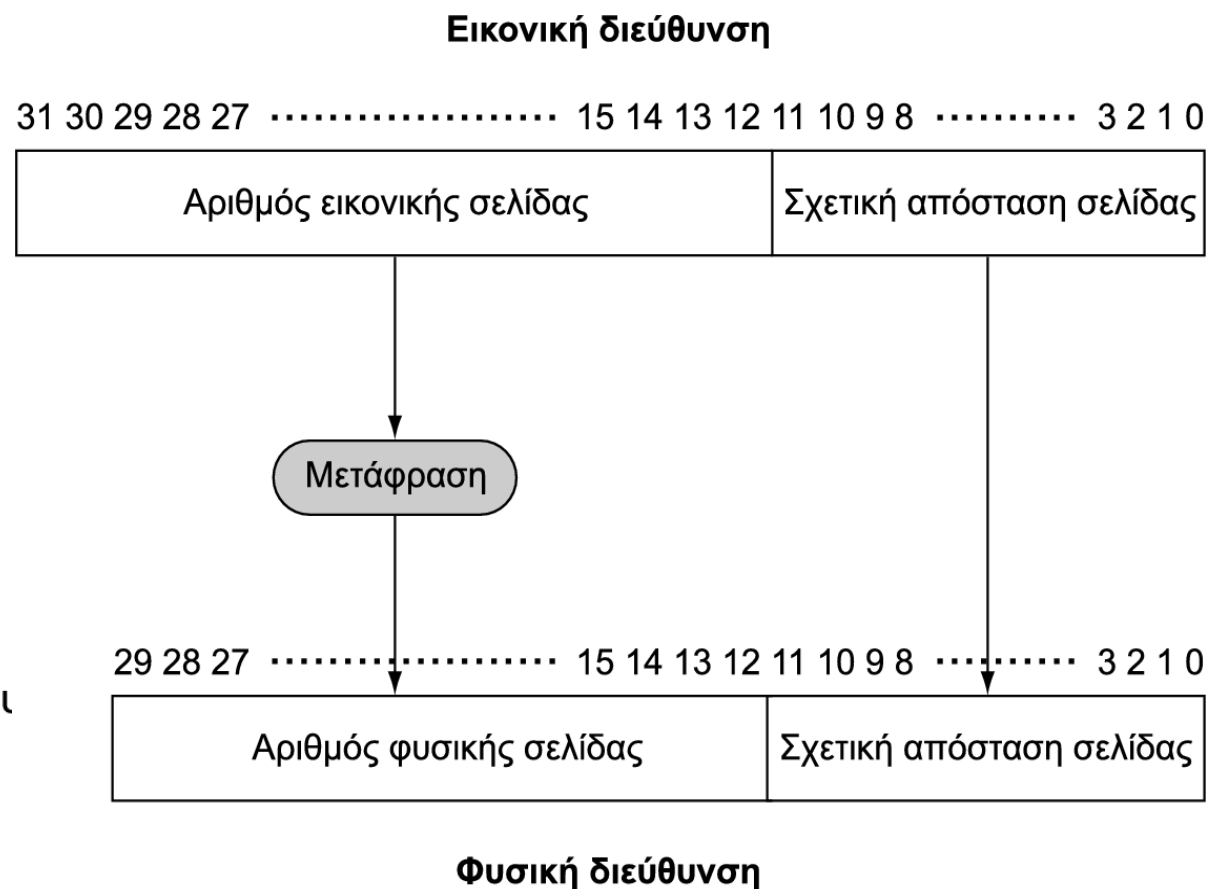 Εικονική διεύθυνση
31 30 29 28 27 ···················· 15 14 13 12 11 10 9 8 ·········· 3 2 1 0
Αριθμός εικονικής σελίδας Σχετική απόσταση σελίδας
Μετάφραση
29 28 27 ···················· 15 14 13 12 11 10 9 8 ·········· 3 2 1 0
Αριθμός φυσικής σελίδας Σχετική απόσταση σελίδας
Φυσική διεύθυνση